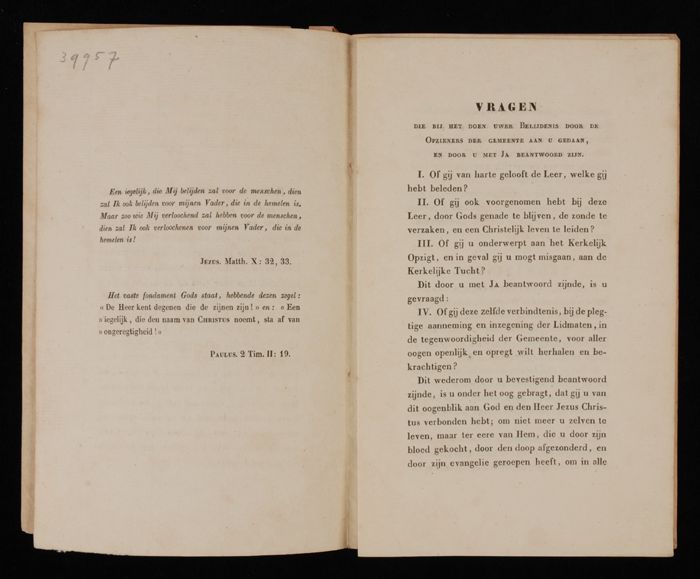 39957
Een iegelijk, die Mij belijden zal voor de menschen, dien
zal Ik ook belijden voor mijnen Vader, die in de hemelen is.
Maar zoo wie Mij verloochend zal hebben voor de menschen,
dien zal Ik ook verloochenen voor mijnen Vader, die in de
hemelen is!
Jezus. Matth. X: 32, 33.
Het vaste fondament Gods staat, hebbende dezen zegel:
« De Heer kent degenen die de zijnen zijn! » en: « Een
» iegelijk, die den naam van Christus noemt, sta af van
» ongeregtigheid! »
Paulus. 2 Tim. II: 19.
VRAGEN
DIE BIJ HET DOEN UWER BELIJDENIS DOOR DE
OPZIENERS DER GEMEENTE AAN U GEDAAN,
EN DOOR U MET JA BEANTWOORD ZIJN.
I. Of gij van harte gelooft de Leer, welke gij
hebt beleden?
II. Of gij ook voorgenomen hebt bij deze
Leer, door Gods genade te blijven, de zonde te
verzaken, en een Christelijk leven te leiden?
III. Of gij u onderwerpt aan het Kerkelijk
Opzigt, en in geval gij u mogt misgaan, aan de
Kerkelijke Tucht?
Dit door u met JA beantwoord zijnde, is u
gevraagd:
IV. Of gij deze zelfde verbindtenis, bij de pleg-
tige aanneming en inzegening der Lidmaten, in
de tegenwoordigheid der Gemeente, voor aller
oogen openlijk, en opregt wilt herhalen en be-
krachtigen?
Dit wederom door u bevestigend beantwoord
zijnde, is u onder het oog gebragt, dat gij u van
dit oogenblik aan God en den Heer Jezus Chris-
tus verbonden hebt; om niet meer u zelven te
leven, maar ter eere van Hem, die u door zijn
bloed gekocht, door den doop afgezonderd, en
door zijn evangelie geroepen heeft, om in alle